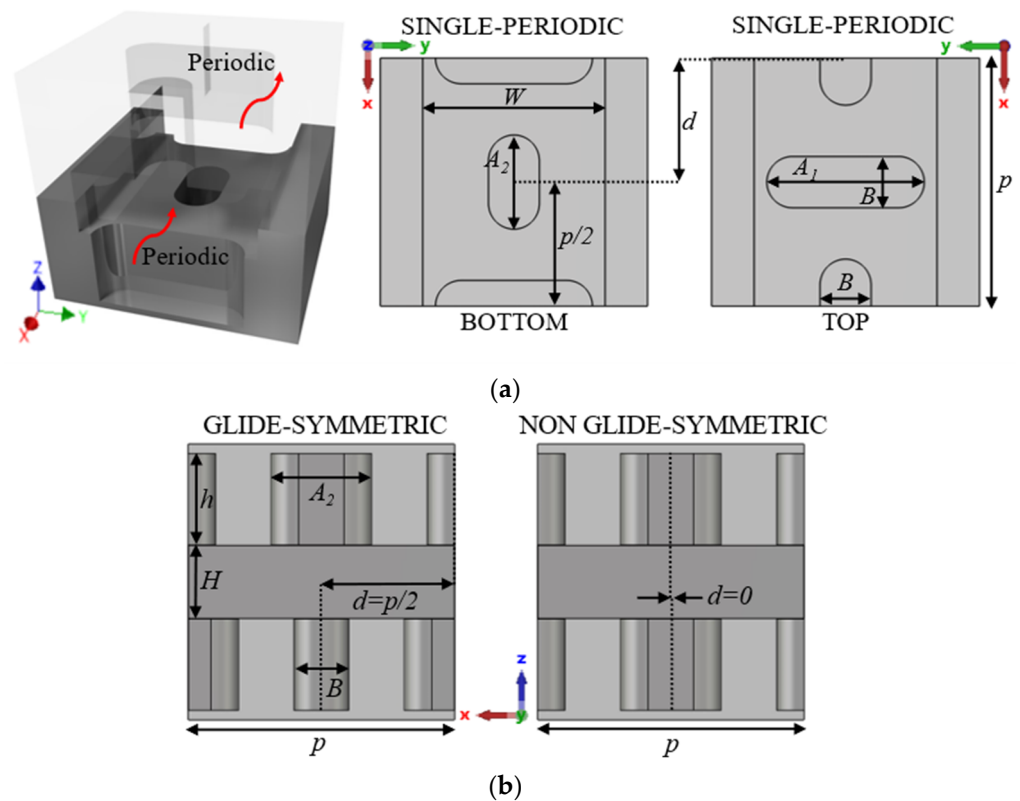 (a)
Periodic
Periodic
Z
Y
X
SINGLE-PERIODIC
z
y
x
W
A2
p/2
BOTTOM
d
SINGLE-PERIODIC
y
x
A1
B
B
p
TOP
(a)
GLIDE-SYMMETRIC
h
A2
H
d=p/2
B
p
z
x
y
NON GLIDE-SYMMETRIC
d=0
p
(b)